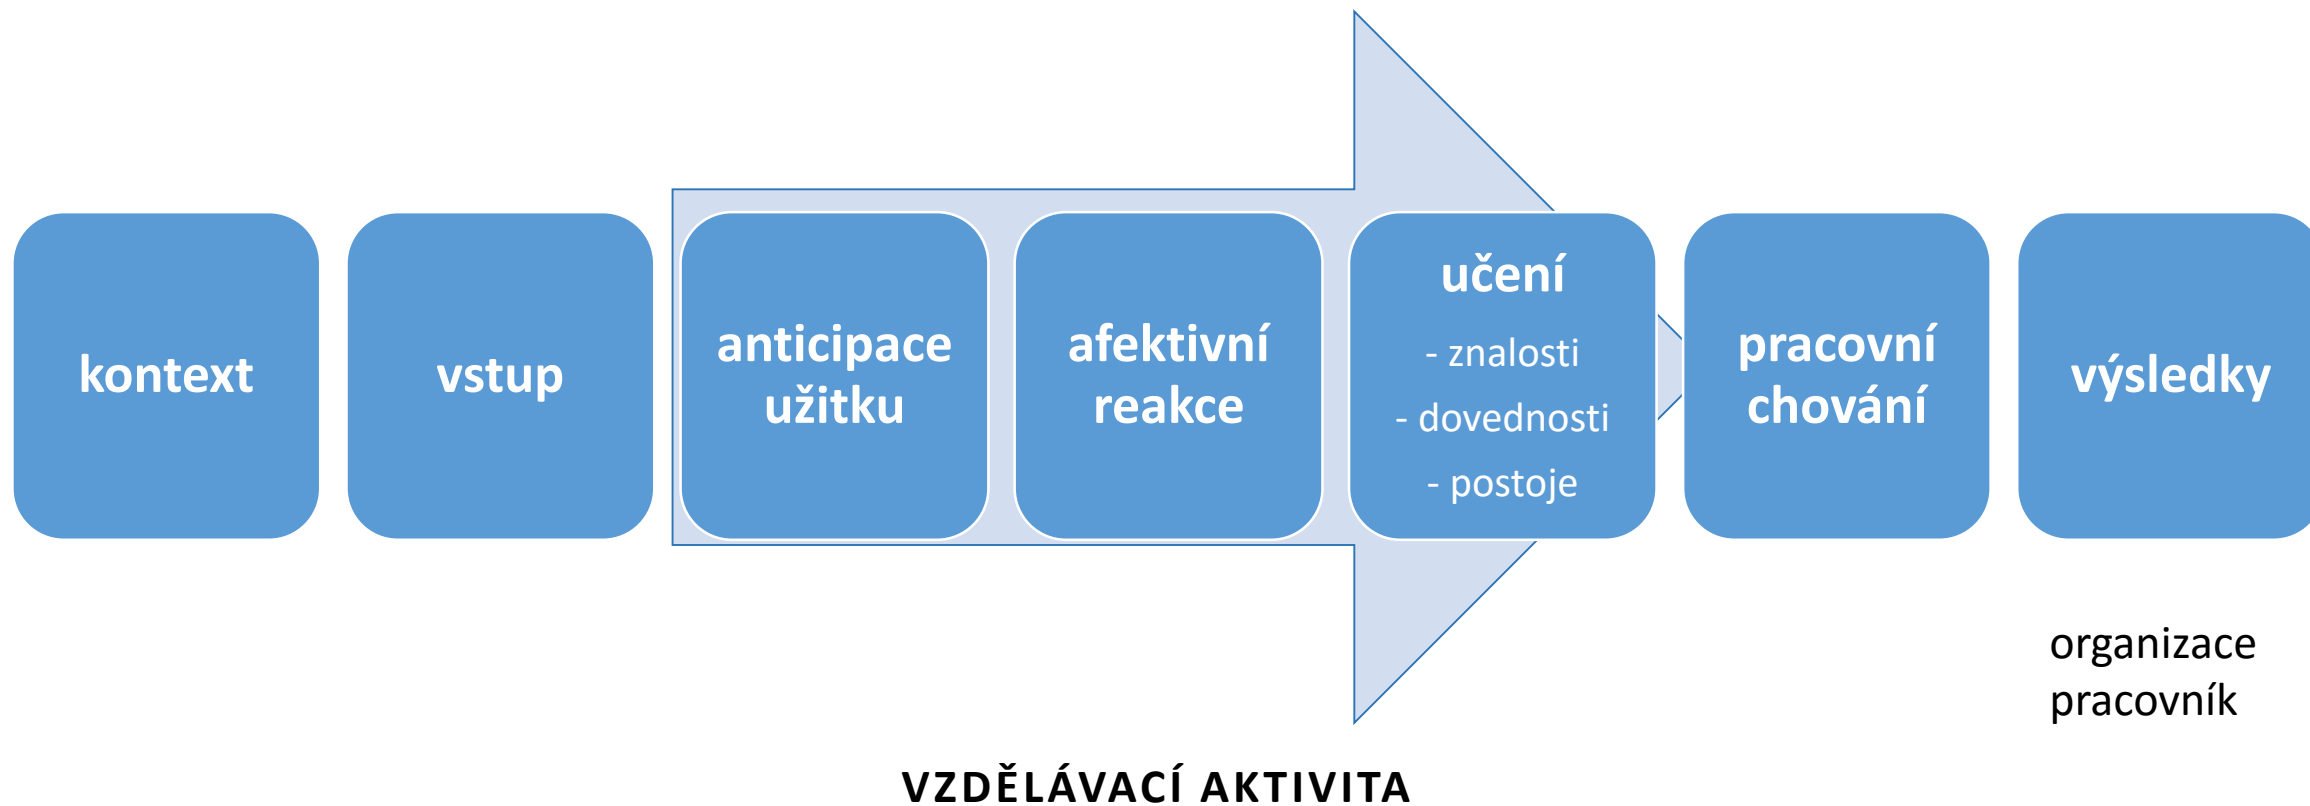 kontext
vstup
anticipace
užitku
afektivní
reakce
učení
- znalosti
- dovednosti
- postoje
pracovní
chování
výsledky
organizace
pracovník
VZDĚLÁVACÍ AKTIVITA